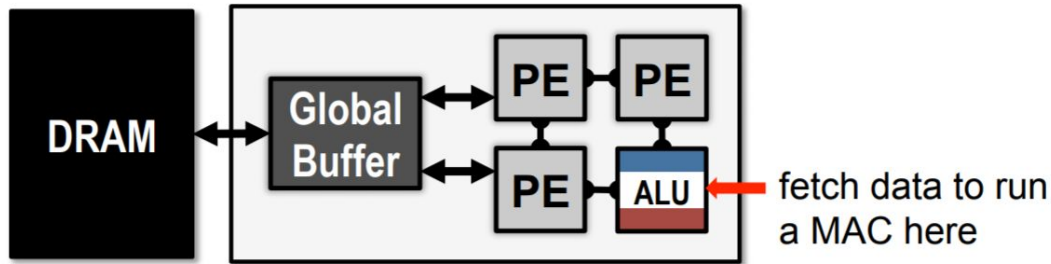 DRAM
Global
Buffer
PE
PE
PE
ALU
fetch data to run
a MAC here